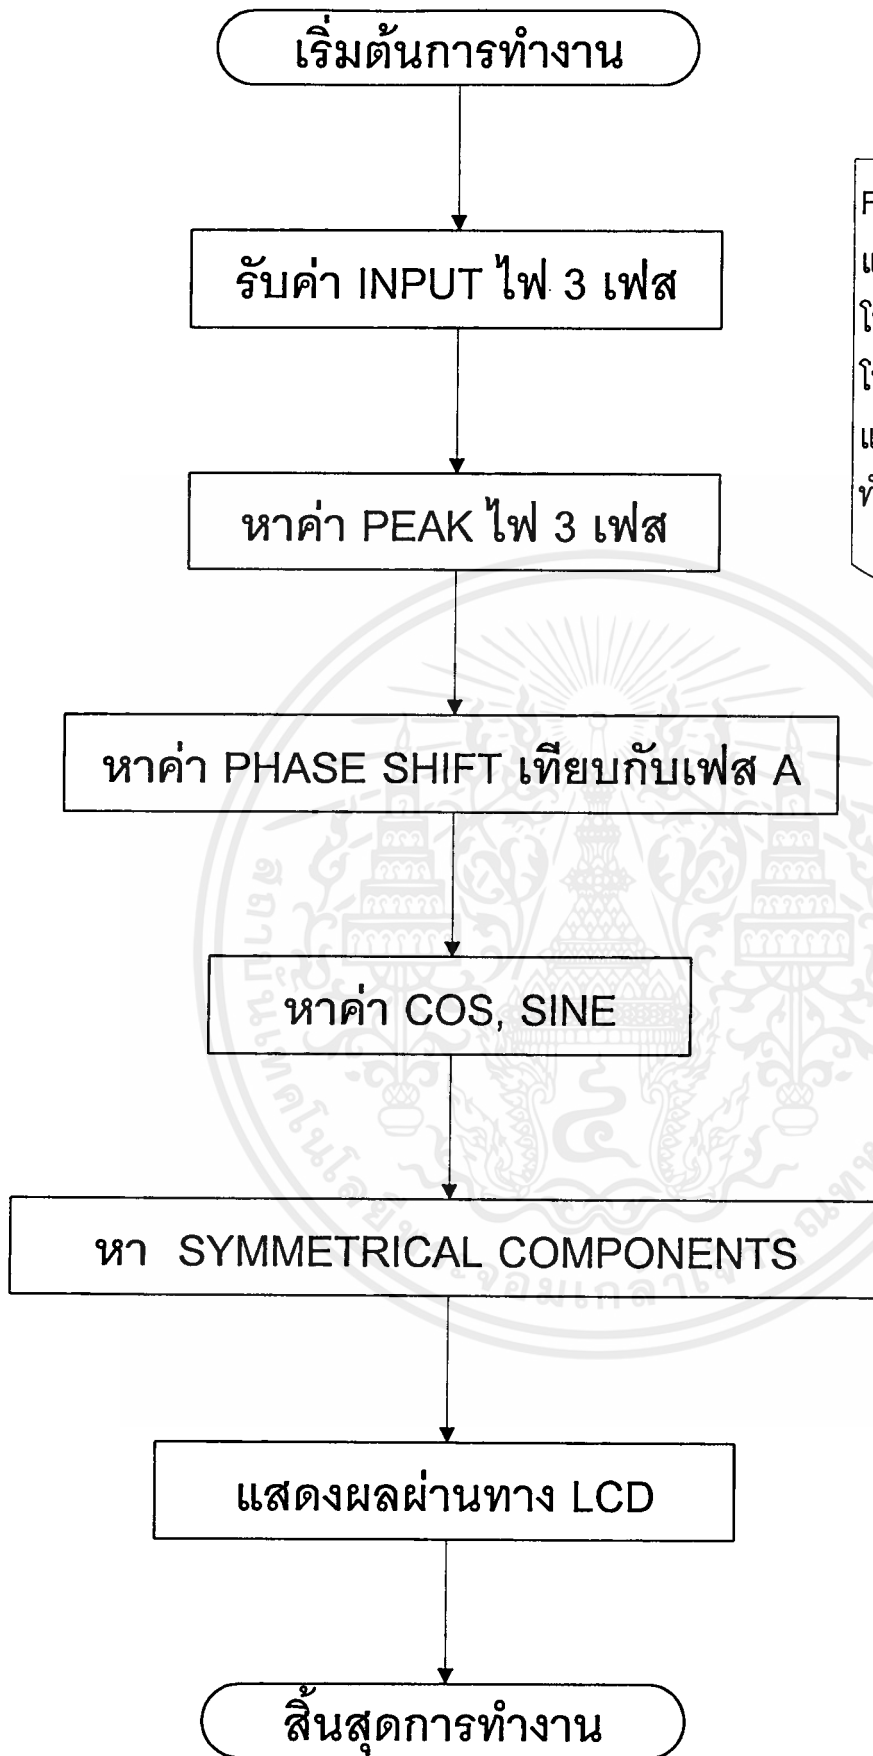 เริ่มต้นการทำงาน
รับค่า INPUT ไฟ 3 เฟส
หาค่า PEAK ไฟ 3 เฟส
หาค่า PHASE SHIFT เทียบกับเฟส A
หาค่า COS, SINE
หา SYMMETRICAL COMPONENTS
แสดงผลผ่านทาง LCD
สิ้นสุดการทำงาน